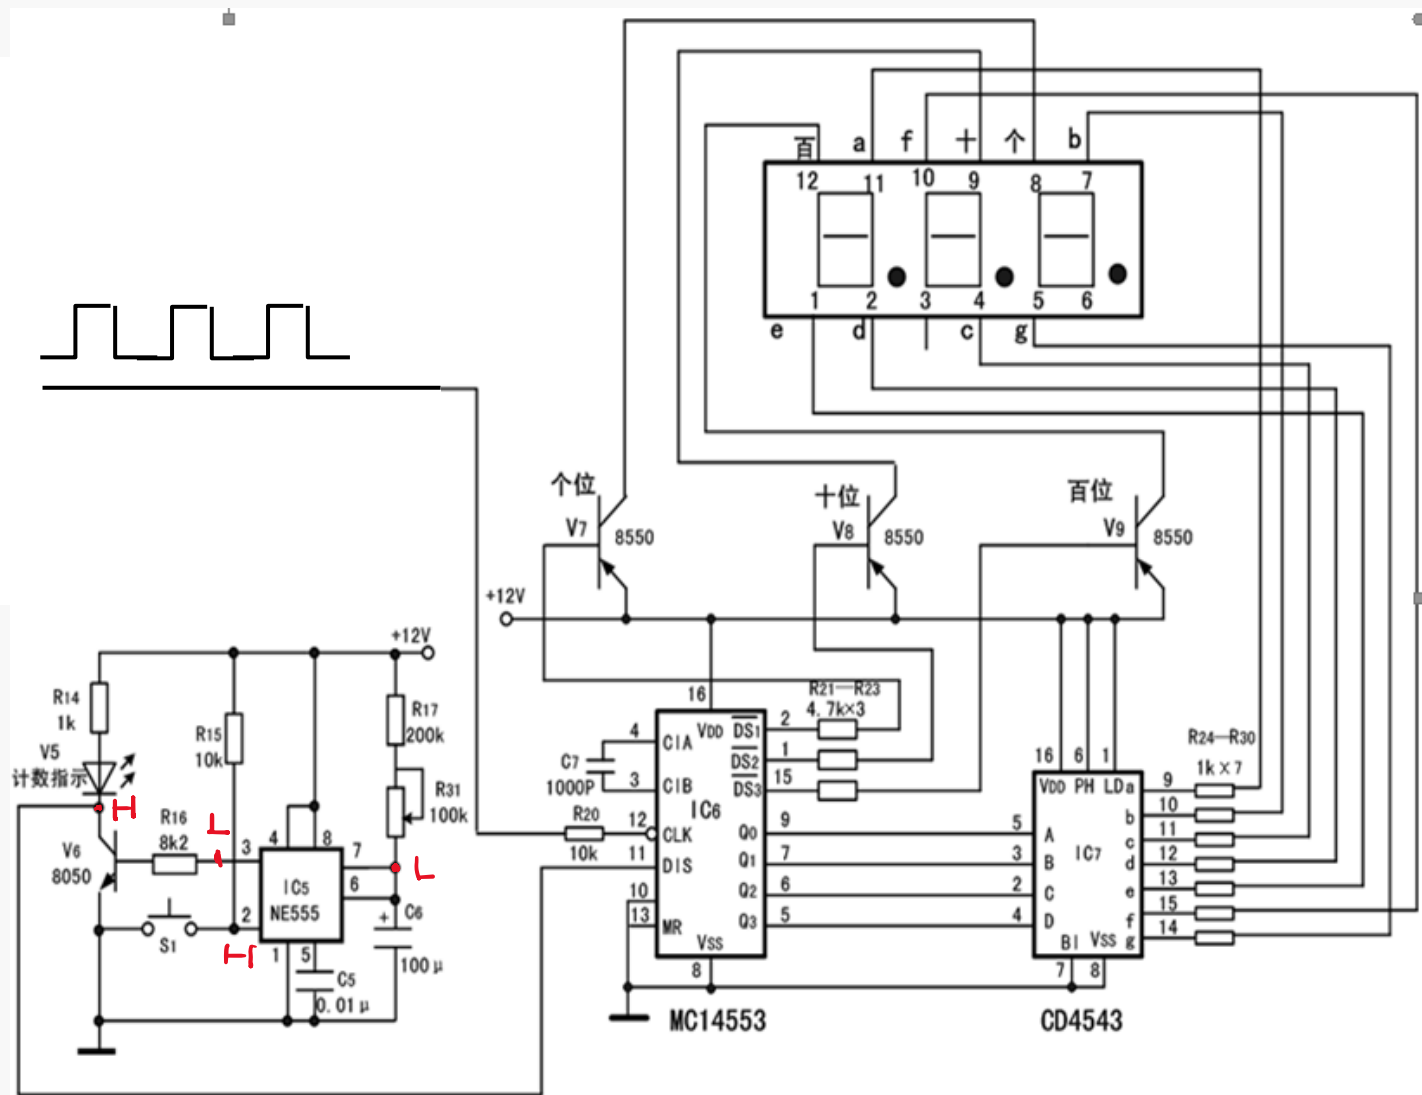 百 a f 十 个 b
12 11 10 9 8 7
1 2 3 4 5 6
e d c g
个位
V7 8550
十位
V8 8550
百位
V9 8550
+12V
+12V
R14
1k
R15
10k
R17
200k
R31
100k
V5
计数指示
H
R16
8k2
L
V6
8050
3 4 8 7
6
L
IC5
NE555
2
S1
H
1 5
C5
0.01μ
+ C6
100μ
16
R21—R23
4.7k×3
4 CIA VDD DS1 2
C7
1000P
DS2 1
3 CIB DS3 15
IC6
R20
10k
12 CLK Q0 9
11 DIS Q1 7
10 Q2 6
13 MR Q3 5
VSS
8
MC14553
16 6 1
VDD PH LD a 9
R24—R30
1k×7
b 10
5 A c 11
3 B IC7 d 12
2 C e 13
4 D f 15
BI VSS g 14
7 8
CD4543